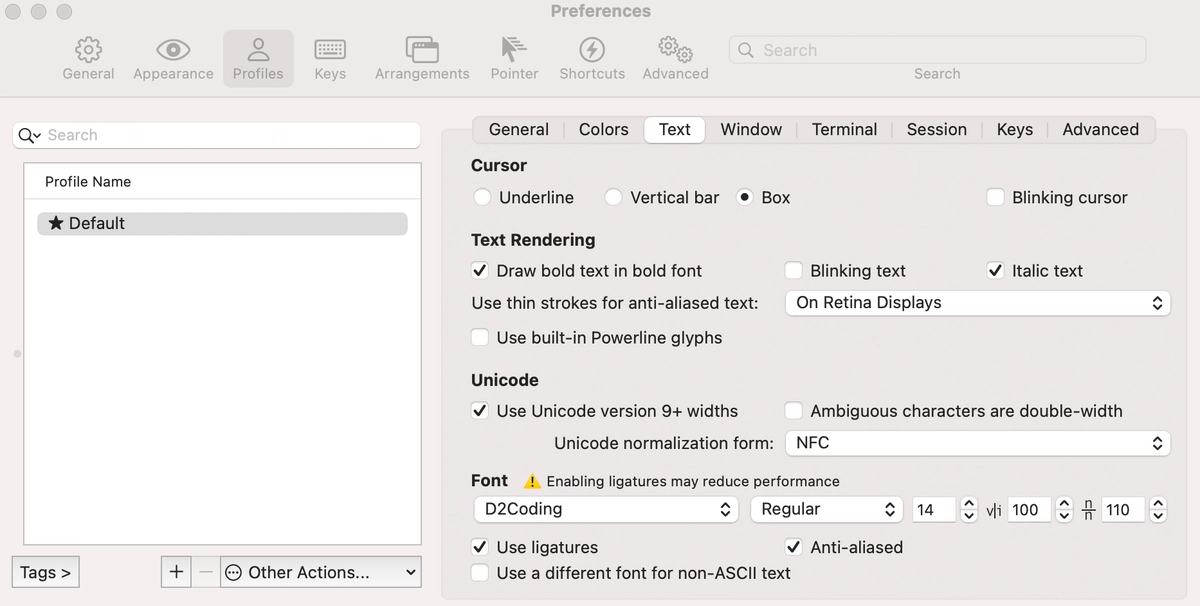 Preferences
General Appearance Profiles Keys Arrangements Pointer Shortcuts Advanced Search
Search
Search
Profile Name
★ Default
Tags > + − Other Actions...
General Colors Text Window Terminal Session Keys Advanced
Cursor
Underline Vertical bar Box Blinking cursor
Text Rendering
Draw bold text in bold font Blinking text Italic text
Use thin strokes for anti-aliased text: On Retina Displays
Use built-in Powerline glyphs
Unicode
Use Unicode version 9+ widths Ambiguous characters are double-width
Unicode normalization form: NFC
Font Enabling ligatures may reduce performance
D2Coding Regular 14 v|i 100 n/n 110
Use ligatures Anti-aliased
Use a different font for non-ASCII text